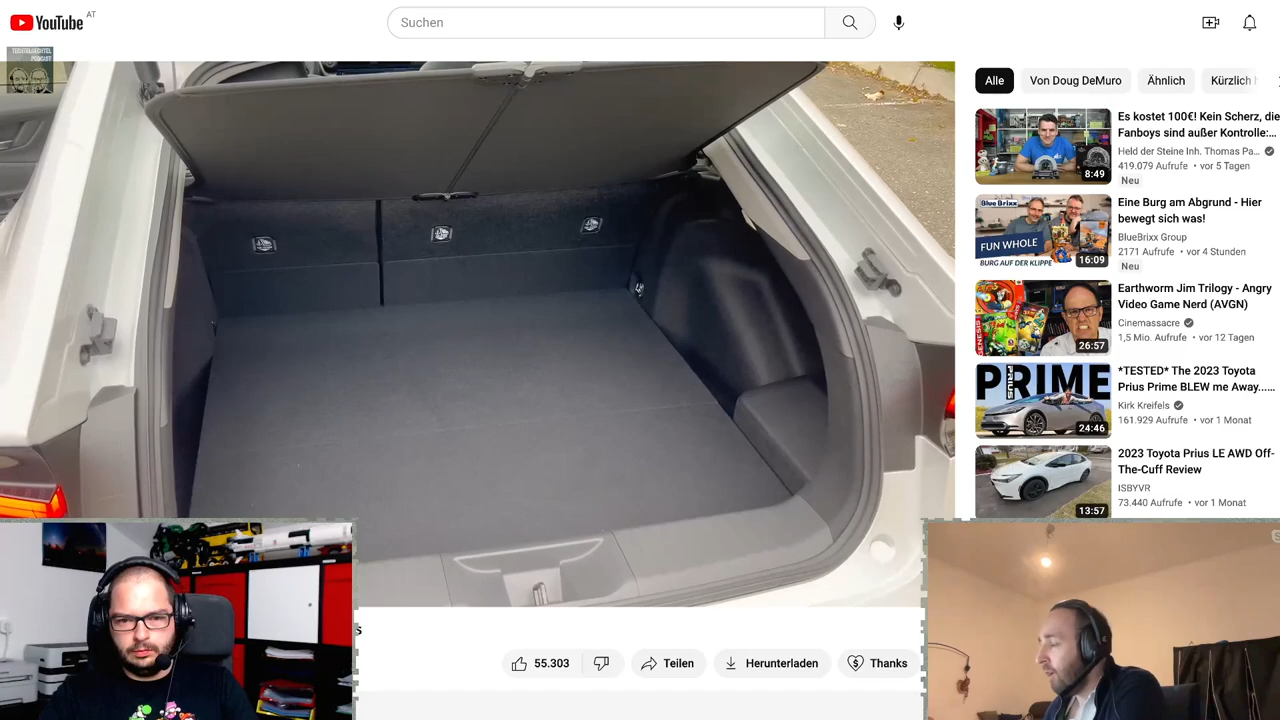 YouTube AT
Suchen
TECHTELMECHTEL
PODCAST
Alle
Von Doug DeMuro
Ähnlich
Kürzlich
Es kostet 100€! Kein Scherz, die
Fanboys sind außer Kontrolle:...
Held der Steine Inh. Thomas Pa...
419.079 Aufrufe • vor 5 Tagen
Neu
8:49
Eine Burg am Abgrund - Hier
bewegt sich was!
BlueBrixx Group
2171 Aufrufe • vor 4 Stunden
Neu
Blue Brixx
FUN WHOLE
BURG AUF DER KLIPPE
16:09
Earthworm Jim Trilogy - Angry
Video Game Nerd (AVGN)
Cinemassacre
1,5 Mio. Aufrufe • vor 12 Tagen
GENESIS
26:57
*TESTED* The 2023 Toyota
Prius Prime BLEW me Away.....
Kirk Kreifels
161.929 Aufrufe • vor 1 Monat
PRIME
PRIUS
24:46
2023 Toyota Prius LE AWD Off-
The-Cuff Review
ISBYVR
73.440 Aufrufe • vor 1 Monat
13:57
s
55.303
Teilen
Herunterladen
Thanks